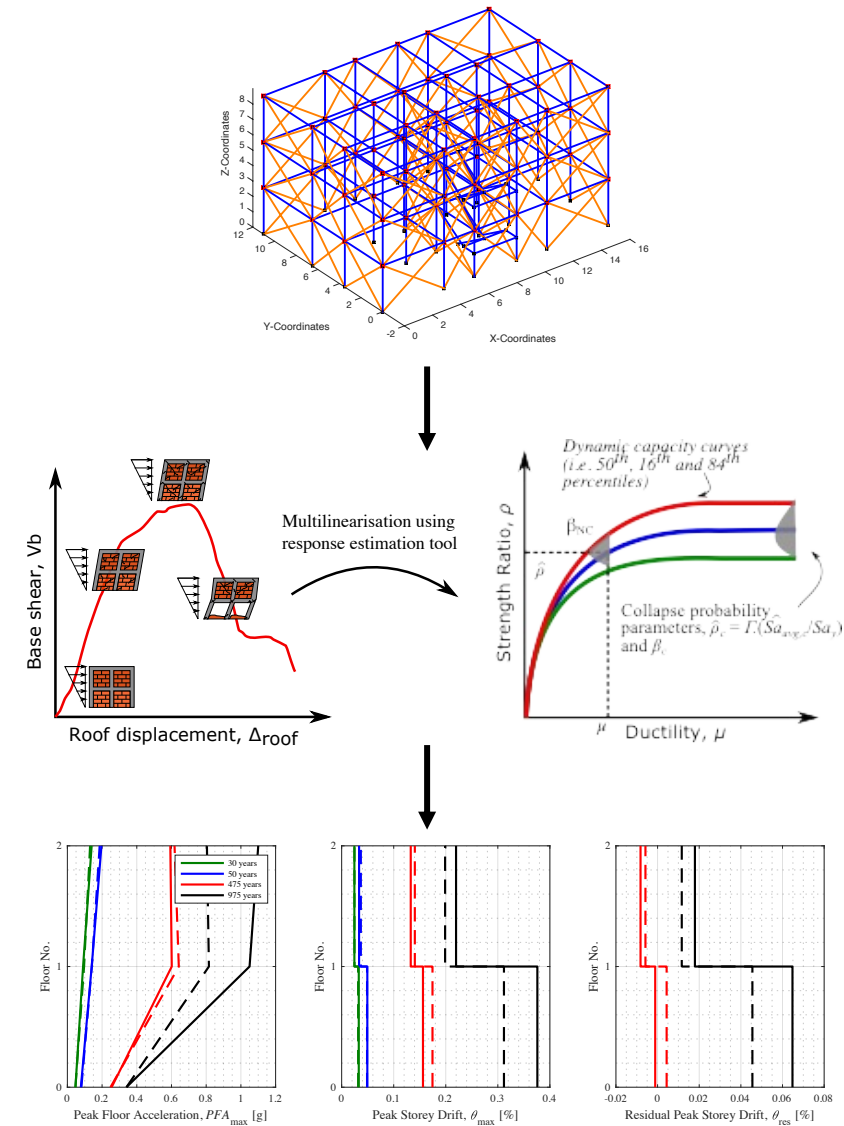 8
7
6
5
4
3
2
1
0
Z-Coordinates
12
10
8
6
4
2
0
-2
Y-Coordinates
0
2
4
6
8
10
12
14
16
X-Coordinates
Base shear, Vb
Roof displacement, Δroof
Multilinearisation using
response estimation tool
Dynamic capacity curves
(i.e. 50th, 16th and 84th
percentiles)
Strength Ratio, ρ
βNC
ρ̂
Collapse probability
parameters, ρ̂c = Γ.(Ŝa avg,c/Sa y)
and βc
μ
Ductility, μ
2
1
0
Floor No.
30 years
50 years
475 years
975 years
0
0.2
0.4
0.6
0.8
1
1.2
Peak Floor Acceleration, PFAmax [g]
2
1
0
Floor No.
0
0.1
0.2
0.3
0.4
Peak Storey Drift, θmax [%]
2
1
0
Floor No.
-0.02
0
0.02
0.04
0.06
0.08
Residual Peak Storey Drift, θres [%]